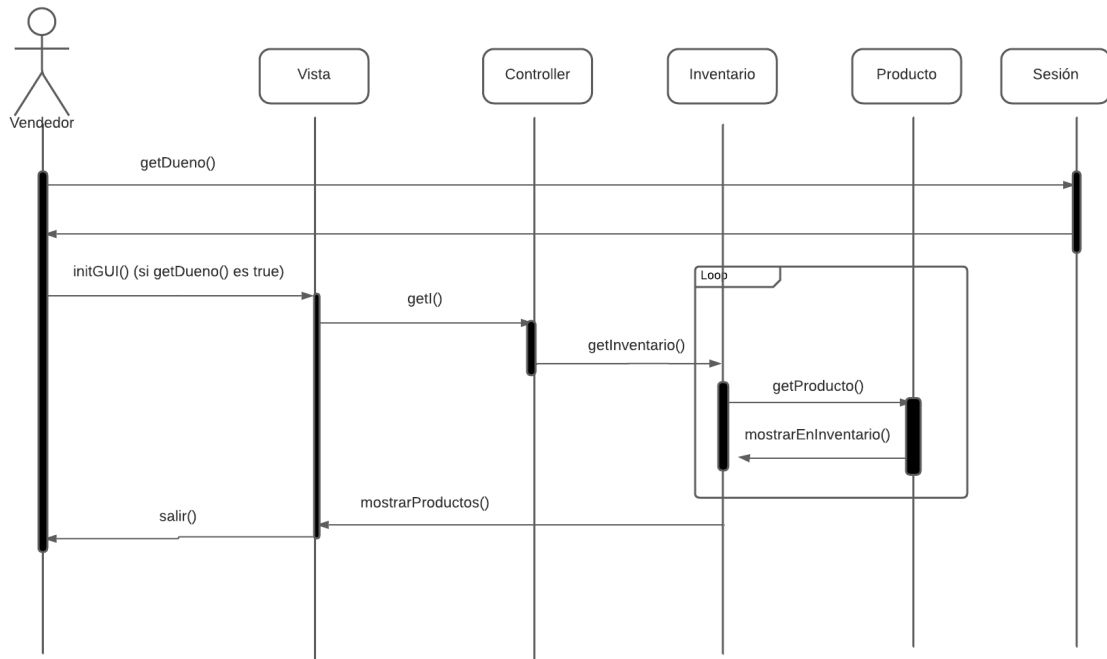 Vista
Controller
Inventario
Producto
Sesión
Vendedor
getDueno()
initGUI() (si getDueno() es true)
Loop
getI()
getInventario()
getProducto()
mostrarEnInventario()
mostrarProductos()
salir()